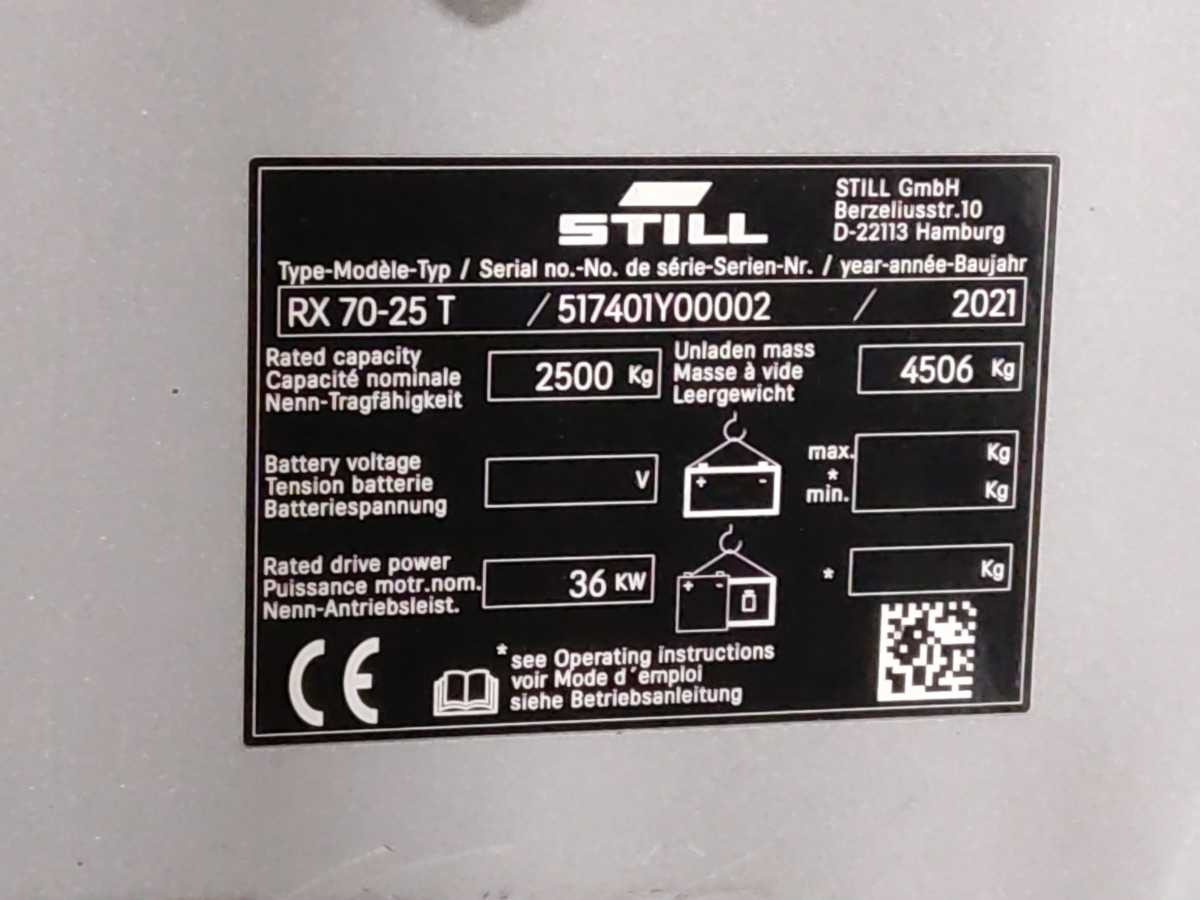 STILL
STILL GmbH
Berzeliusstr.10
D-22113 Hamburg
Type-Modèle-Typ / Serial no.-No. de série-Serien-Nr. / year-année-Baujahr
RX 70-25 T / 517401Y00002 / 2021
Rated capacity
Capacité nominale
Nenn-Tragfähigkeit
2500 Kg
Unladen mass
Masse à vide
Leergewicht
4506 Kg
Battery voltage
Tension batterie
Batteriespannung
V
+ -
max. Kg
*
min. Kg
Rated drive power
Puissance motr.nom.
Nenn-Antriebsleist.
36 KW
+ -
* Kg
CE
* see Operating instructions
voir Mode d´emploi
siehe Betriebsanleitung